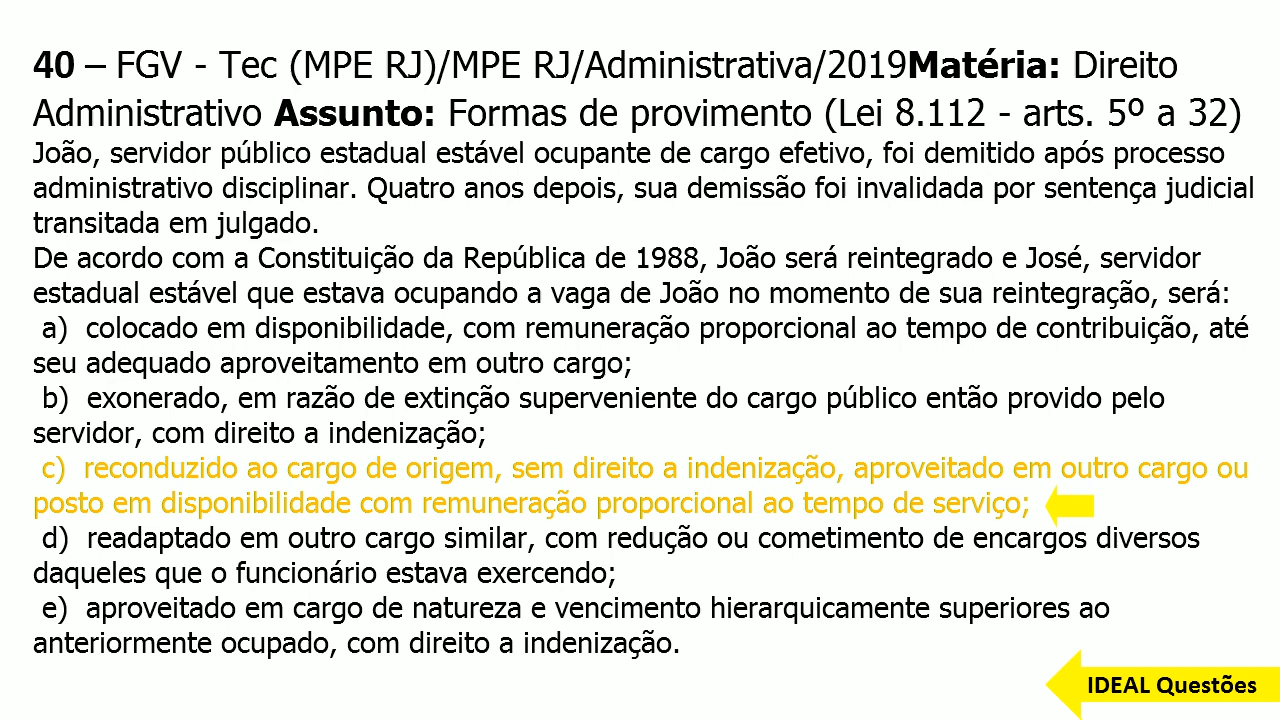 40 – FGV - Tec (MPE RJ)/MPE RJ/Administrativa/2019Matéria: Direito
Administrativo Assunto: Formas de provimento (Lei 8.112 - arts. 5º a 32)
João, servidor público estadual estável ocupante de cargo efetivo, foi demitido após processo
administrativo disciplinar. Quatro anos depois, sua demissão foi invalidada por sentença judicial
transitada em julgado.
De acordo com a Constituição da República de 1988, João será reintegrado e José, servidor
estadual estável que estava ocupando a vaga de João no momento de sua reintegração, será:
a) colocado em disponibilidade, com remuneração proporcional ao tempo de contribuição, até
seu adequado aproveitamento em outro cargo;
b) exonerado, em razão de extinção superveniente do cargo público então provido pelo
servidor, com direito a indenização;
c) reconduzido ao cargo de origem, sem direito a indenização, aproveitado em outro cargo ou
posto em disponibilidade com remuneração proporcional ao tempo de serviço;
d) readaptado em outro cargo similar, com redução ou cometimento de encargos diversos
daqueles que o funcionário estava exercendo;
e) aproveitado em cargo de natureza e vencimento hierarquicamente superiores ao
anteriormente ocupado, com direito a indenização.
IDEAL Questões